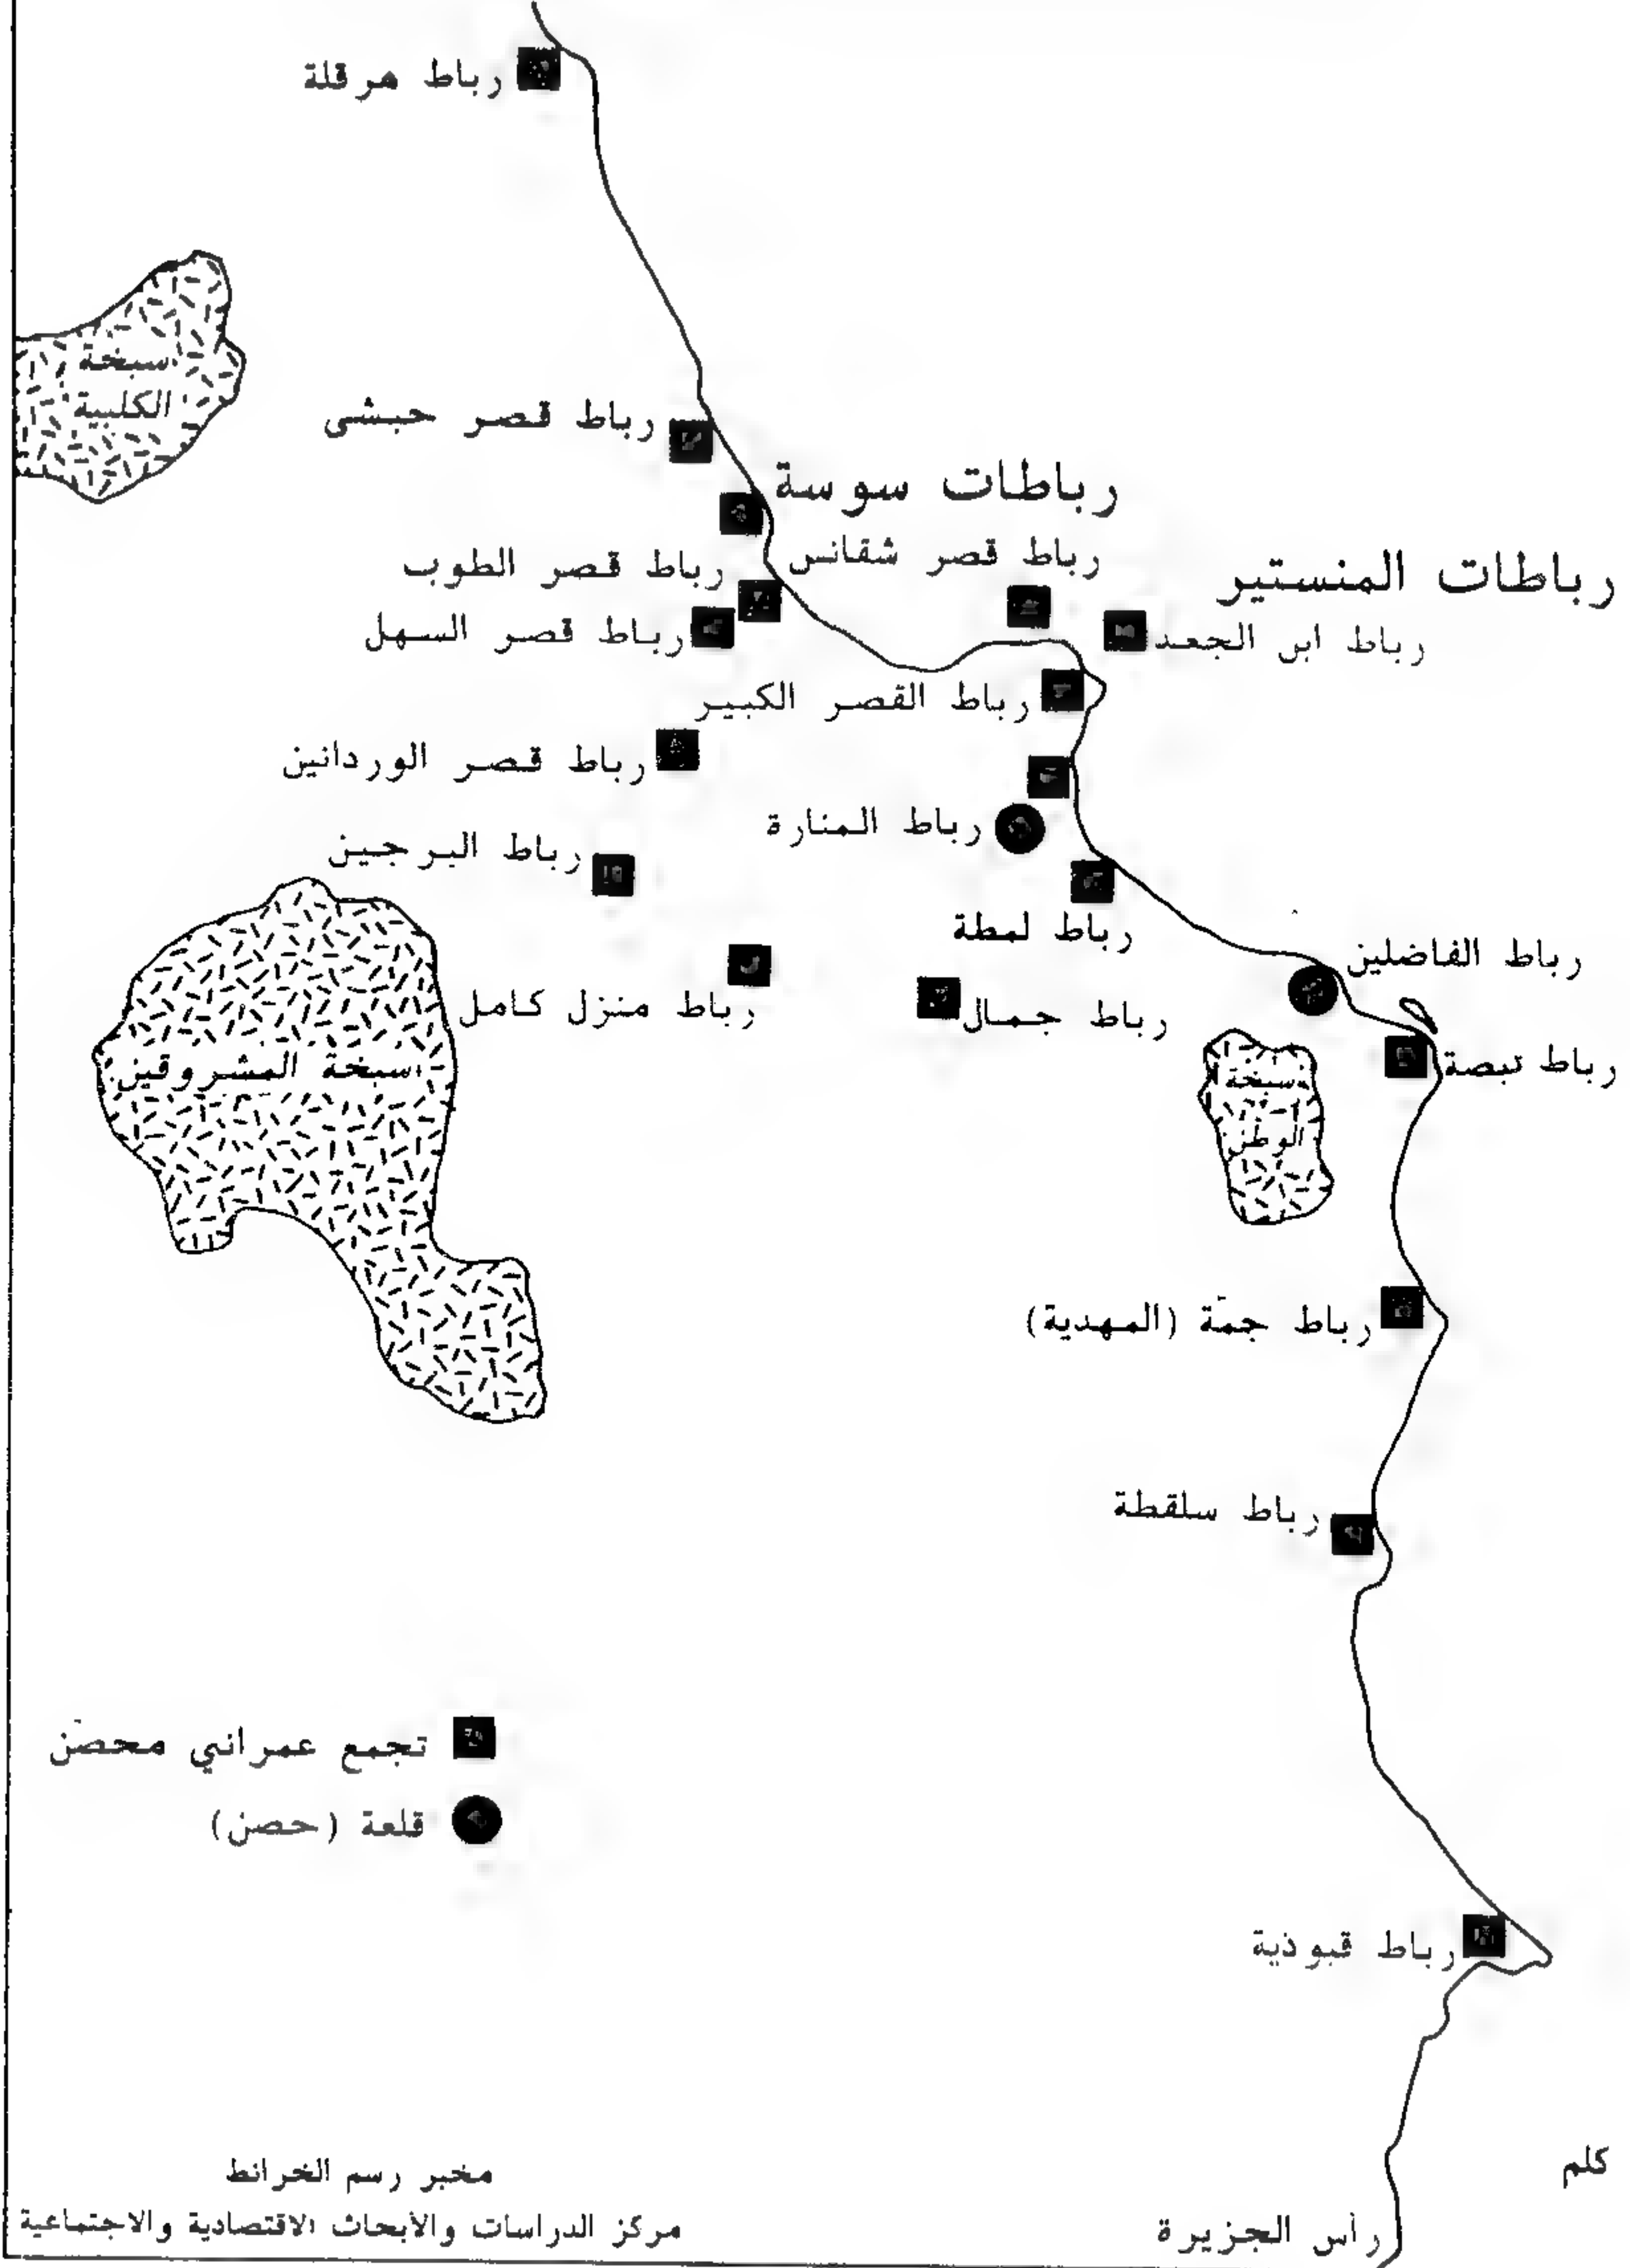 رباط هرقلة
سبخة
الكلبية
رباط قصر حبشي
رباطات سوسة
رباط قصر شقانس
رباطات المنستير
رباط قصر الطوب
رباط قصر السهل
رباط ابن الجعد
رباط القصر الكبير
رباط قصر الوردانين
رباط المنارة
رباط البرجين
رباط لمطة
رباط الفاضلين
رباط منزل كامل
رباط جمال
رباط تبصة
سبخة المشروقين
سبخة
الوطن
رباط جمّة (المهدية)
رباط سلقطة
تجمع عمراني محصّن
قلعة (حصن)
رباط قبوذية
كلم
مخبر رسم الخرائط
مركز الدراسات والأبحاث الاقتصادية والاجتماعية
رأس الجزيرة